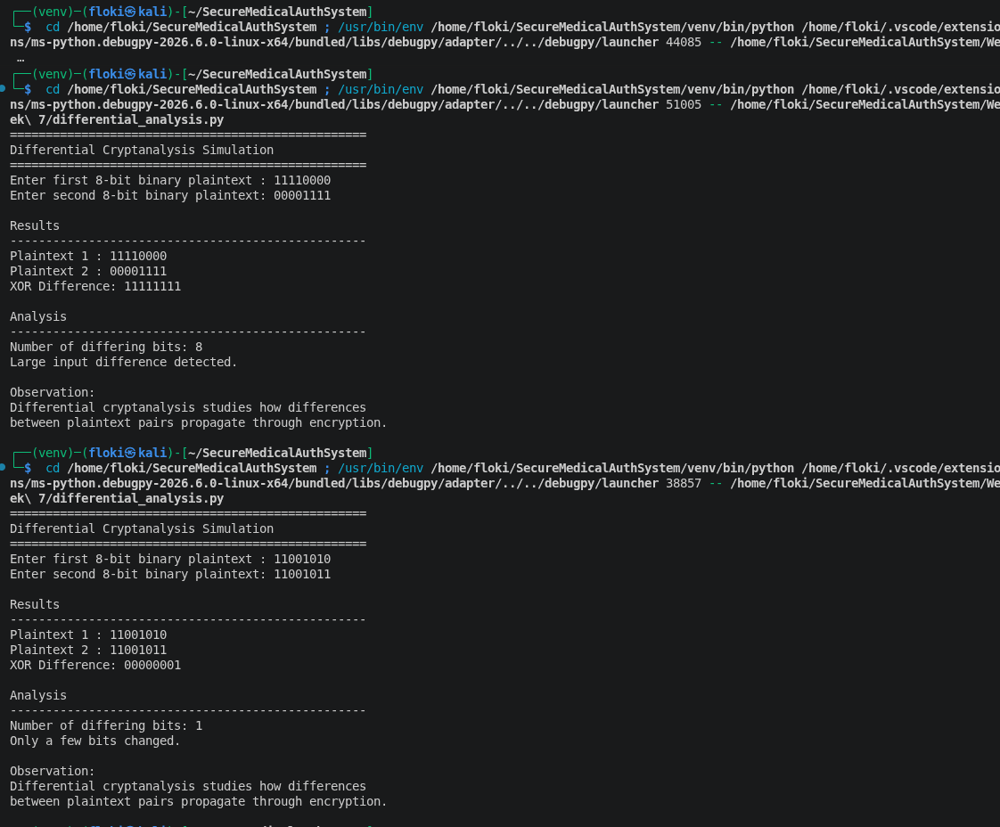 ┌──(venv)─(floki㉿kali)-[~/SecureMedicalAuthSystem]
└─$  cd /home/floki/SecureMedicalAuthSystem ; /usr/bin/env /home/floki/SecureMedicalAuthSystem/venv/bin/python /home/floki/.vscode/extensio
ns/ms-python.debugpy-2026.6.0-linux-x64/bundled/libs/debugpy/adapter/../../debugpy/launcher 44085 -- /home/floki/SecureMedicalAuthSystem/We
…
┌──(venv)─(floki㉿kali)-[~/SecureMedicalAuthSystem]
└─$  cd /home/floki/SecureMedicalAuthSystem ; /usr/bin/env /home/floki/SecureMedicalAuthSystem/venv/bin/python /home/floki/.vscode/extensio
ns/ms-python.debugpy-2026.6.0-linux-x64/bundled/libs/debugpy/adapter/../../debugpy/launcher 51005 -- /home/floki/SecureMedicalAuthSystem/We
ek\ 7/differential_analysis.py
==================================================
Differential Cryptanalysis Simulation
==================================================
Enter first 8-bit binary plaintext : 11110000
Enter second 8-bit binary plaintext: 00001111

Results
--------------------------------------------------
Plaintext 1 : 11110000
Plaintext 2 : 00001111
XOR Difference: 11111111

Analysis
--------------------------------------------------
Number of differing bits: 8
Large input difference detected.

Observation:
Differential cryptanalysis studies how differences
between plaintext pairs propagate through encryption.

┌──(venv)─(floki㉿kali)-[~/SecureMedicalAuthSystem]
└─$  cd /home/floki/SecureMedicalAuthSystem ; /usr/bin/env /home/floki/SecureMedicalAuthSystem/venv/bin/python /home/floki/.vscode/extensio
ns/ms-python.debugpy-2026.6.0-linux-x64/bundled/libs/debugpy/adapter/../../debugpy/launcher 38857 -- /home/floki/SecureMedicalAuthSystem/We
ek\ 7/differential_analysis.py
==================================================
Differential Cryptanalysis Simulation
==================================================
Enter first 8-bit binary plaintext : 11001010
Enter second 8-bit binary plaintext: 11001011

Results
--------------------------------------------------
Plaintext 1 : 11001010
Plaintext 2 : 11001011
XOR Difference: 00000001

Analysis
--------------------------------------------------
Number of differing bits: 1
Only a few bits changed.

Observation:
Differential cryptanalysis studies how differences
between plaintext pairs propagate through encryption.